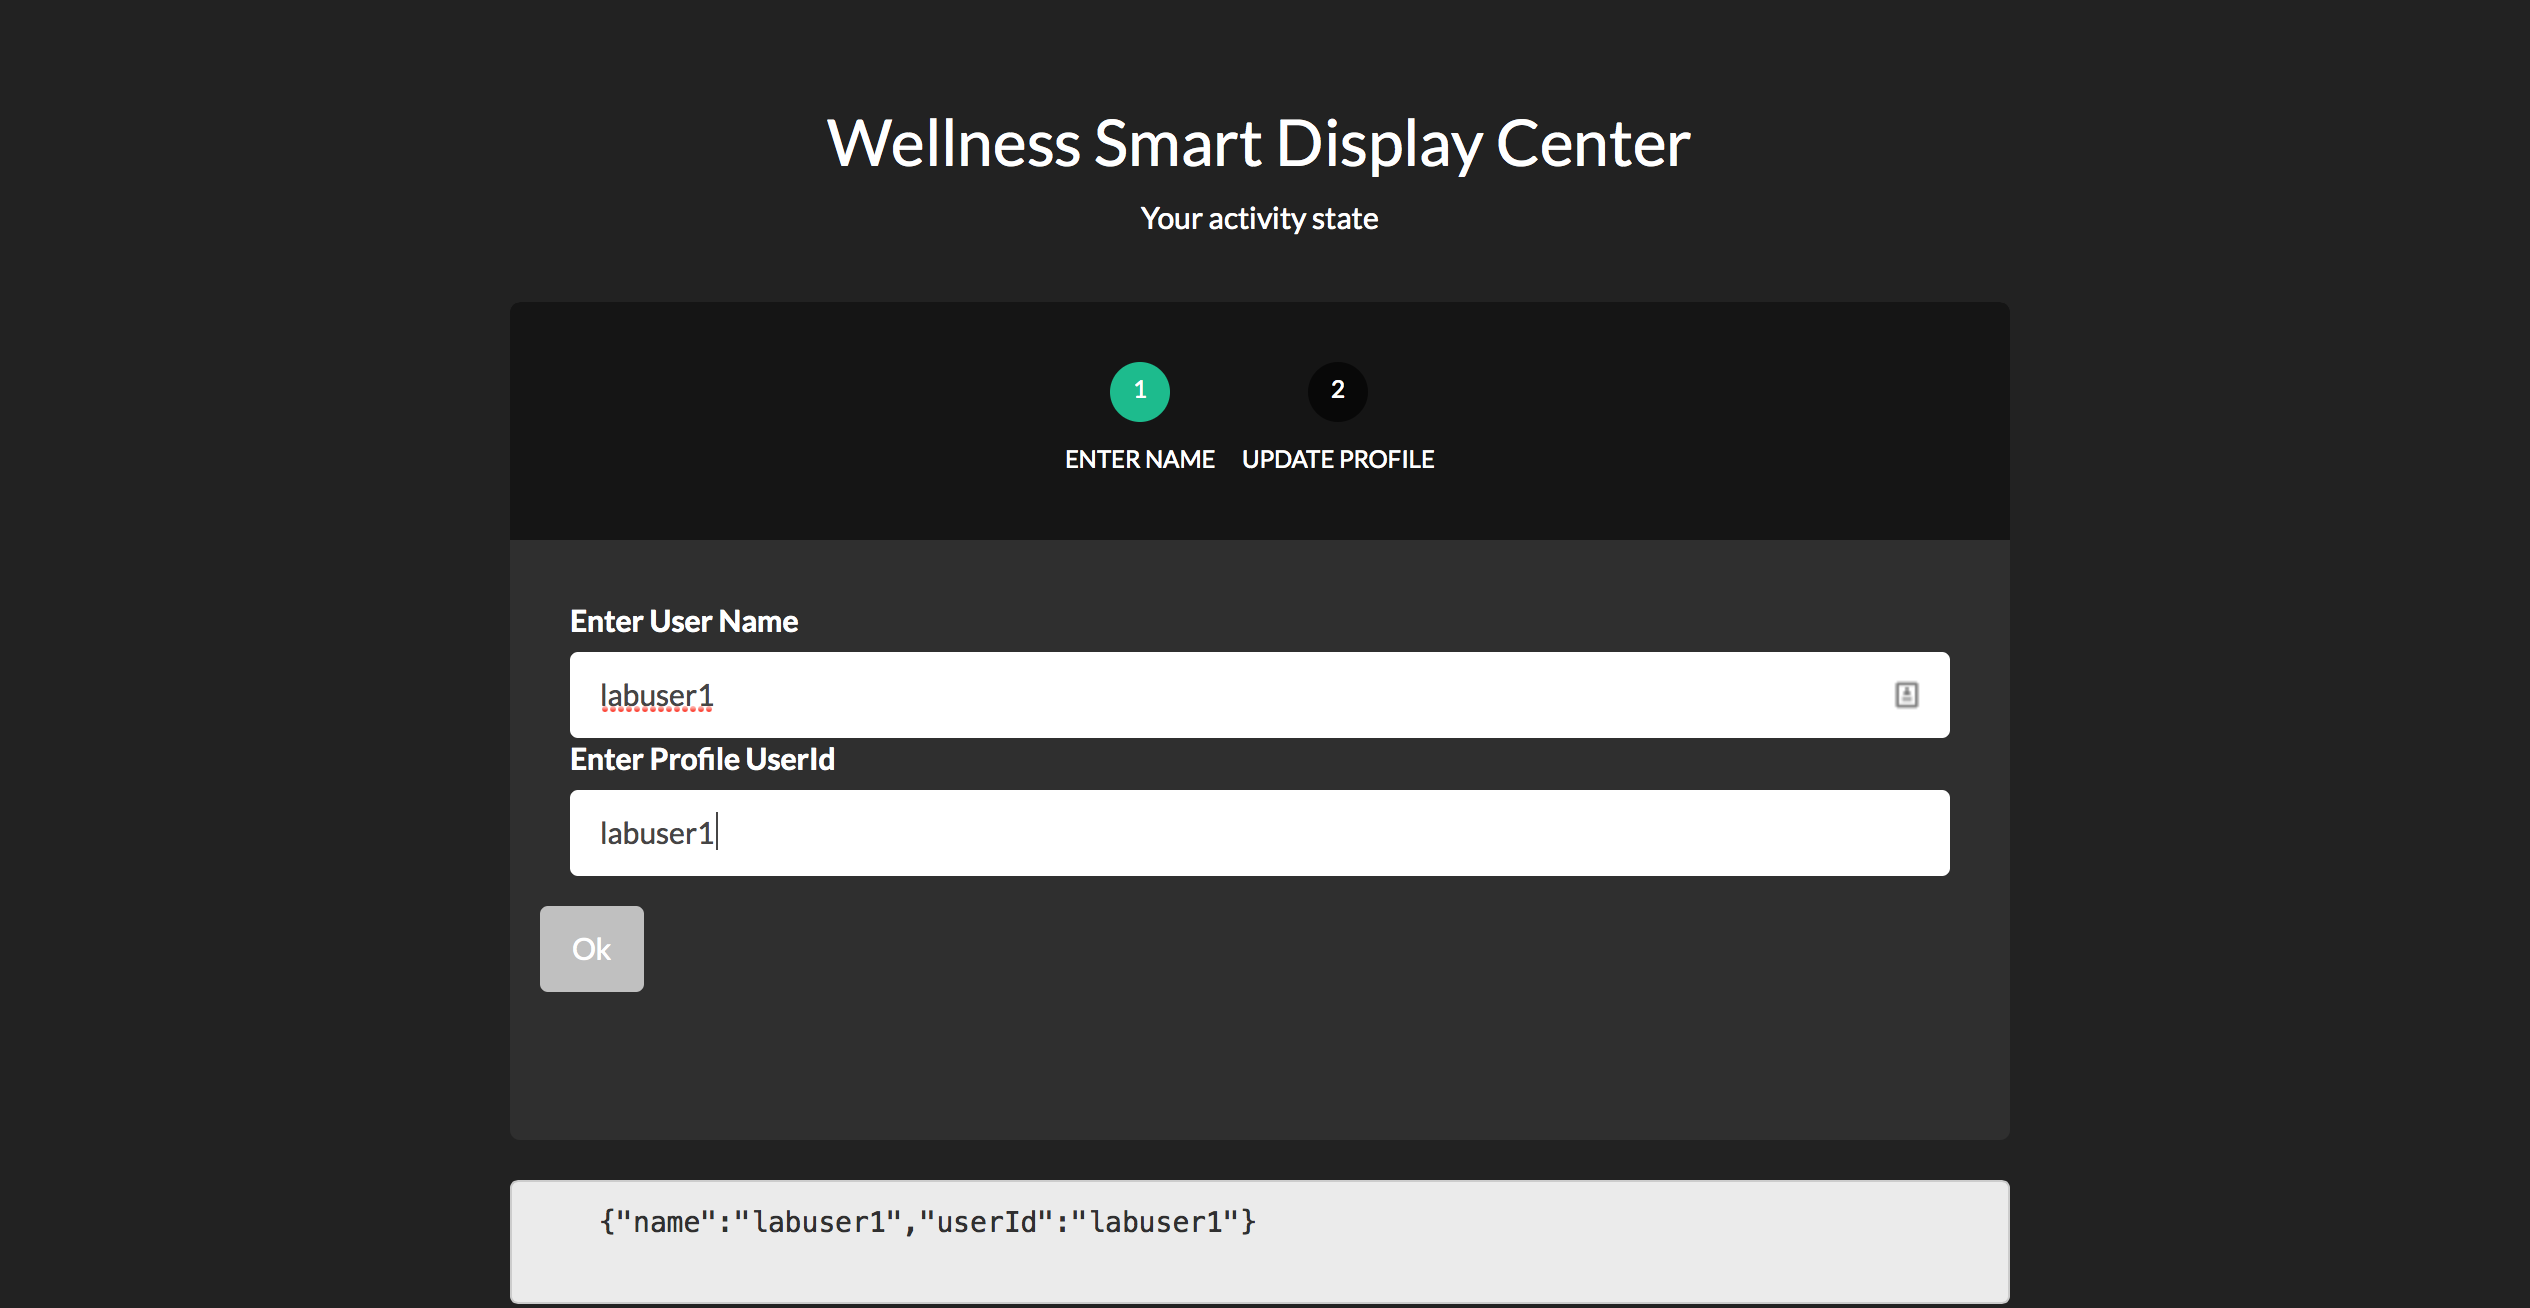 Wellness Smart Display Center
Your activity state
1 2
ENTER NAME UPDATE PROFILE
Enter User Name
labuser1
Enter Profile UserId
labuser1
Ok
{"name":"labuser1","userId":"labuser1"}